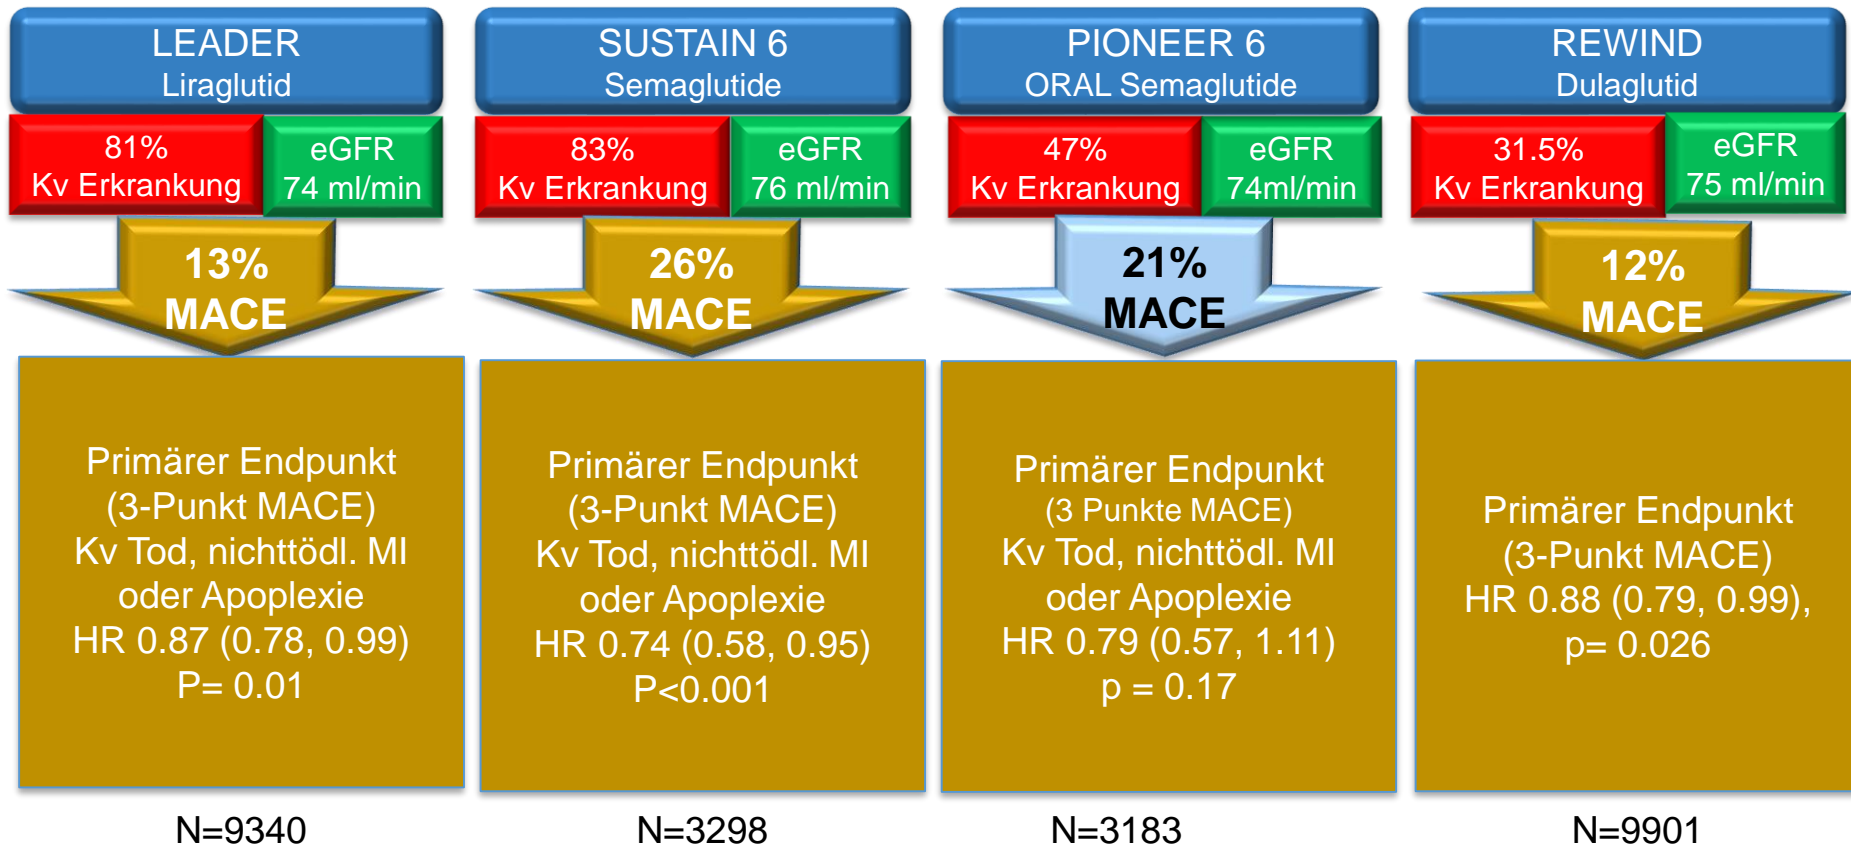 LEADER
Liraglutid
81%
Kv Erkrankung
eGFR
74 ml/min
13%
MACE
Primärer Endpunkt
(3-Punkt MACE)
Kv Tod, nichttödl. MI
oder Apoplexie
HR 0.87 (0.78, 0.99)
P= 0.01
N=9340
SUSTAIN 6
Semaglutide
83%
Kv Erkrankung
eGFR
76 ml/min
26%
MACE
Primärer Endpunkt
(3-Punkt MACE)
Kv Tod, nichttödl. MI
oder Apoplexie
HR 0.74 (0.58, 0.95)
P<0.001
N=3298
PIONEER 6
ORAL Semaglutide
47%
Kv Erkrankung
eGFR
74ml/min
21%
MACE
Primärer Endpunkt
(3 Punkte MACE)
Kv Tod, nichttödl. MI
oder Apoplexie
HR 0.79 (0.57, 1.11)
p = 0.17
N=3183
REWIND
Dulaglutid
31.5%
Kv Erkrankung
eGFR
75 ml/min
12%
MACE
Primärer Endpunkt
(3-Punkt MACE)
HR 0.88 (0.79, 0.99),
p= 0.026
N=9901